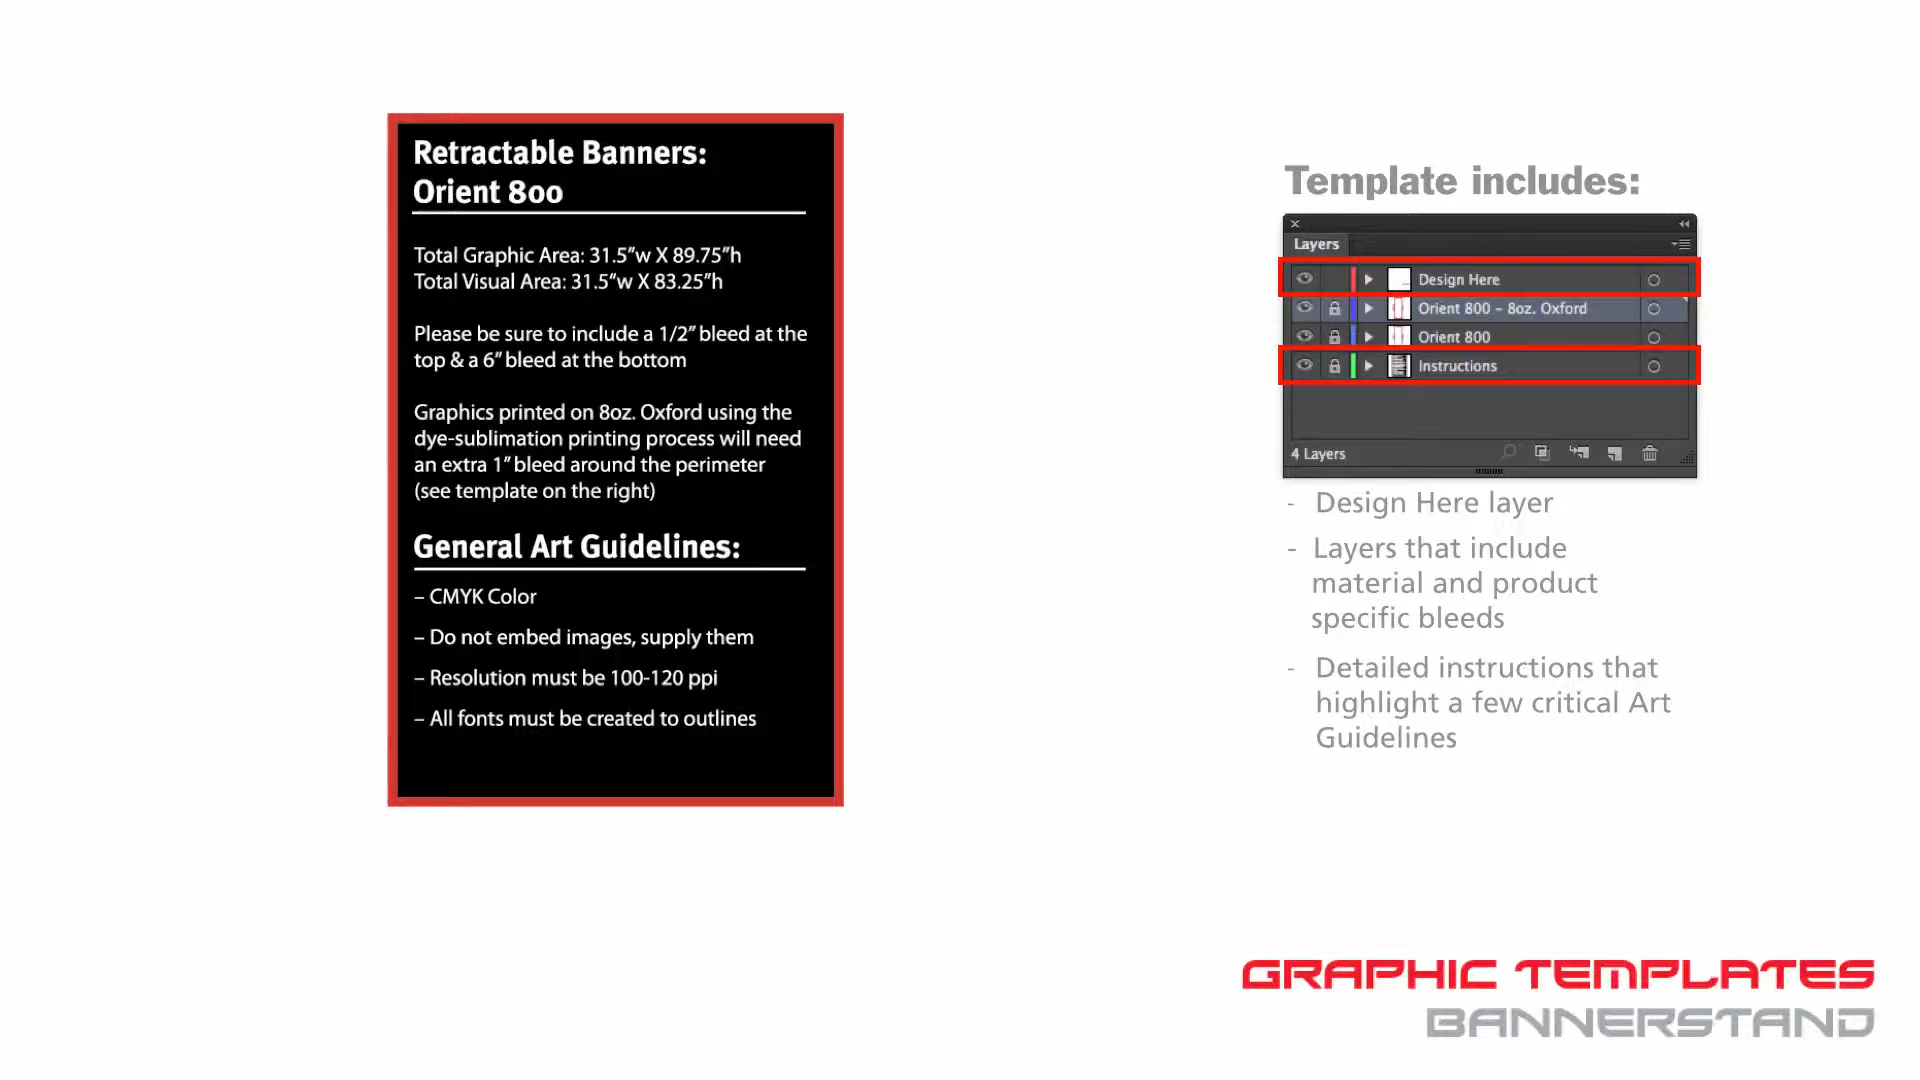 Retractable Banners:
Orient 800
Total Graphic Area: 31.5”w X 89.75”h
Total Visual Area: 31.5”w X 83.25”h
Please be sure to include a 1/2” bleed at the
top & a 6” bleed at the bottom
Graphics printed on 8oz. Oxford using the
dye-sublimation printing process will need
an extra 1” bleed around the perimeter
(see template on the right)
General Art Guidelines:
– CMYK Color
– Do not embed images, supply them
– Resolution must be 100-120 ppi
– All fonts must be created to outlines
Template includes:
Layers
Design Here
Orient 800 - 8oz. Oxford
Orient 800
Instructions
4 Layers
- Design Here layer
- Layers that include
material and product
specific bleeds
- Detailed instructions that
highlight a few critical Art
Guidelines
GRAPHIC TEMPLATES
BANNERSTAND